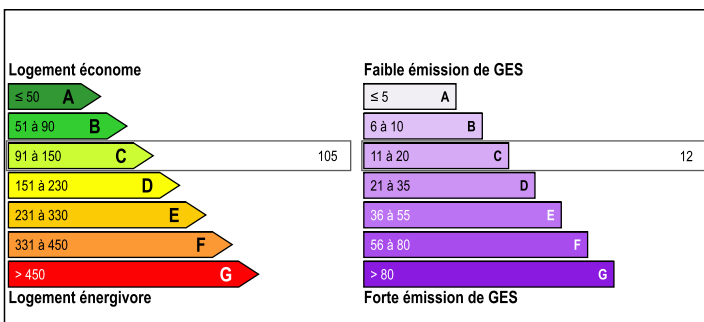 Logement économe
≤ 50 A
51 à 90 B
91 à 150 C 105
151 à 230 D
231 à 330 E
331 à 450 F
> 450 G
Logement énergivore
Faible émission de GES
≤ 5 A
6 à 10 B
11 à 20 C 12
21 à 35 D
36 à 55 E
56 à 80 F
> 80 G
Forte émission de GES